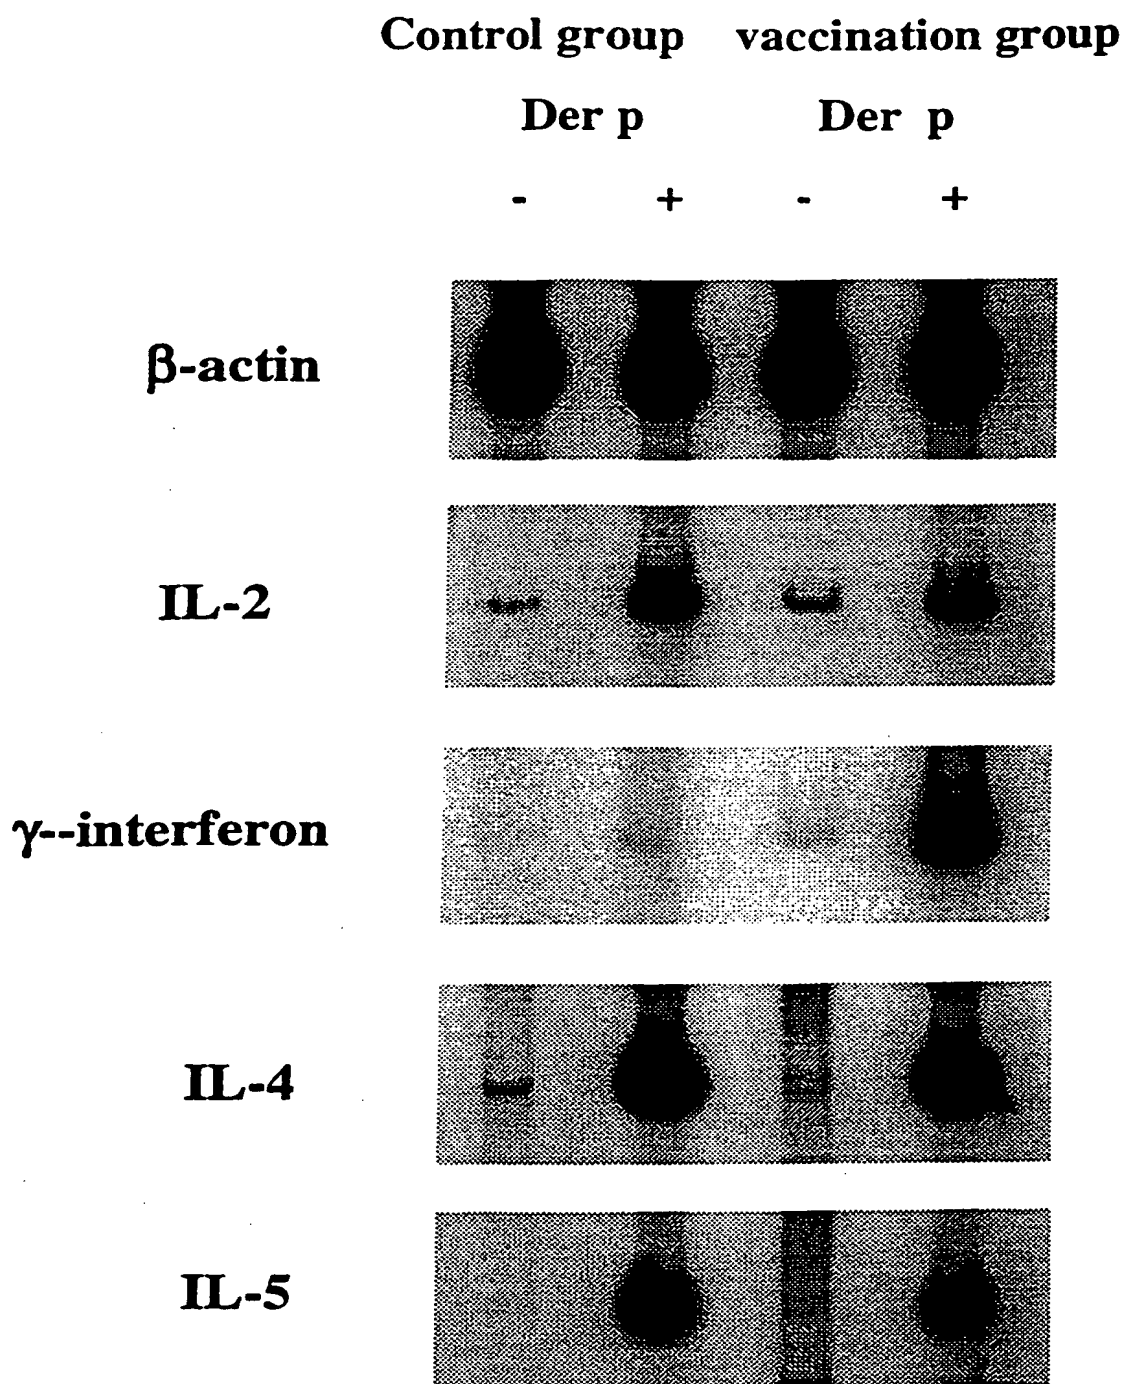 Control group vaccination group
Der p Der p
- + - +
β-actin
IL-2
γ--interferon
IL-4
IL-5